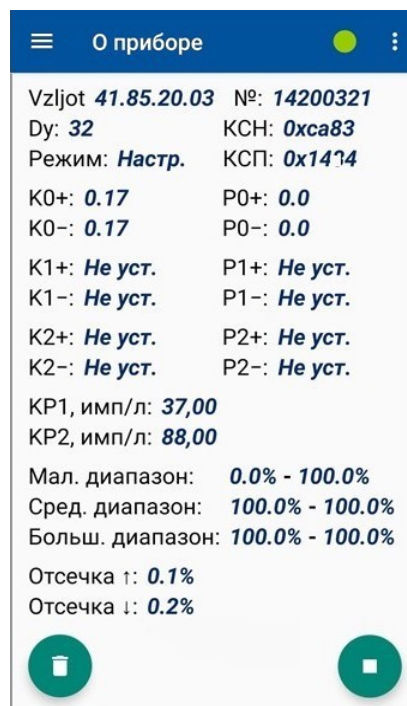 О приборе
Vzljot 41.85.20.03 №: 14200321
Dy: 32 КСН: 0xca83
Режим: Настр. КСП:
K0+: 0.17 P0+: 0.0
K0-: 0.17 P0-: 0.0
K1+: Не уст. P1+: Не уст.
K1-: Не уст. P1-: Не уст.
K2+: Не уст. P2+: Не уст.
K2-: Не уст. P2-: Не уст.
KP1, имп/л: 37,00
KP2, имп/л: 88,00
Мал. диапазон: 0.0% - 100.0%
Сред. диапазон: 100.0% - 100.0%
Больш. диапазон: 100.0% - 100.0%
Отсечка ↑: 0.1%
Отсечка ↓: 0.2%